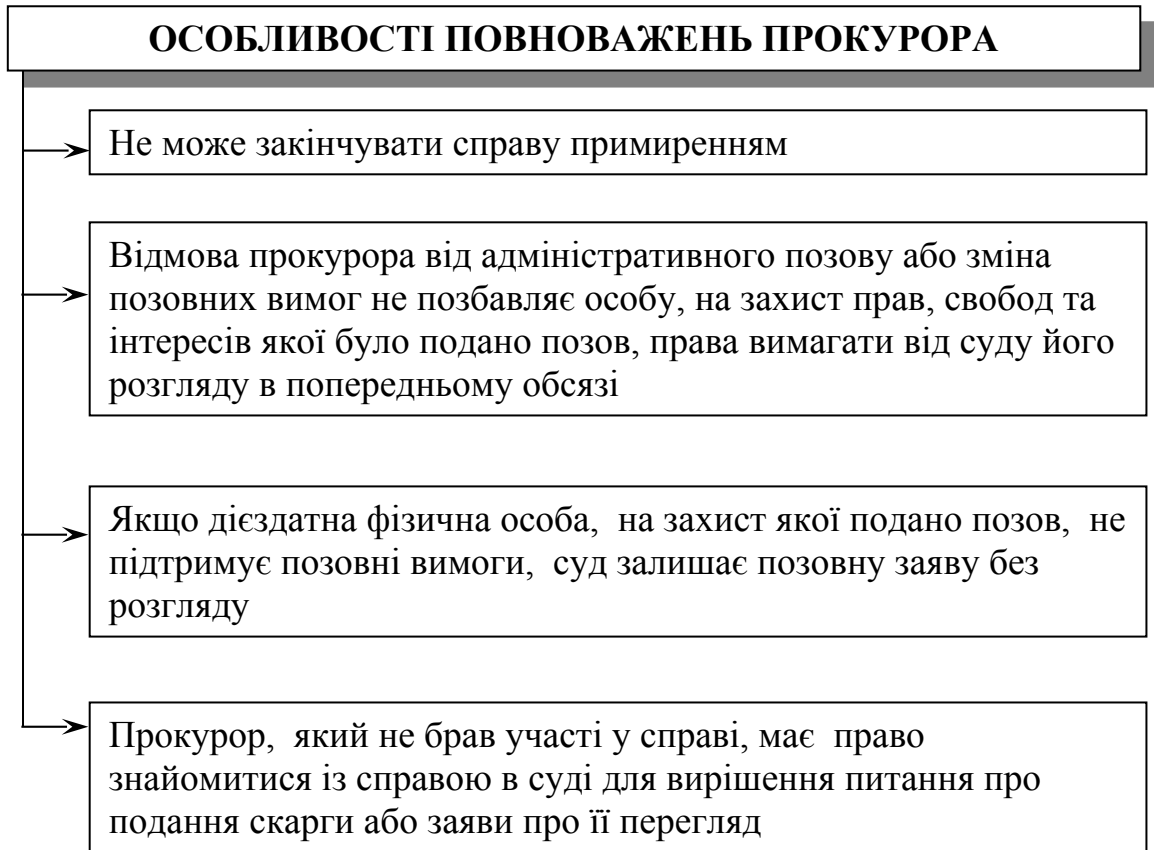 ОСОБЛИВОСТІ ПОВНОВАЖЕНЬ ПРОКУРОРА
Не може закінчувати справу примиренням
Відмова прокурора від адміністративного позову або зміна
позовних вимог не позбавляє особу, на захист прав, свобод та
інтересів якої було подано позов, права вимагати від суду його
розгляду в попередньому обсязі
Якщо дієздатна фізична особа, на захист якої подано позов, не
підтримує позовні вимоги, суд залишає позовну заяву без
розгляду
Прокурор, який не брав участі у справі, має право
знайомитися із справою в суді для вирішення питання про
подання скарги або заяви про її перегляд